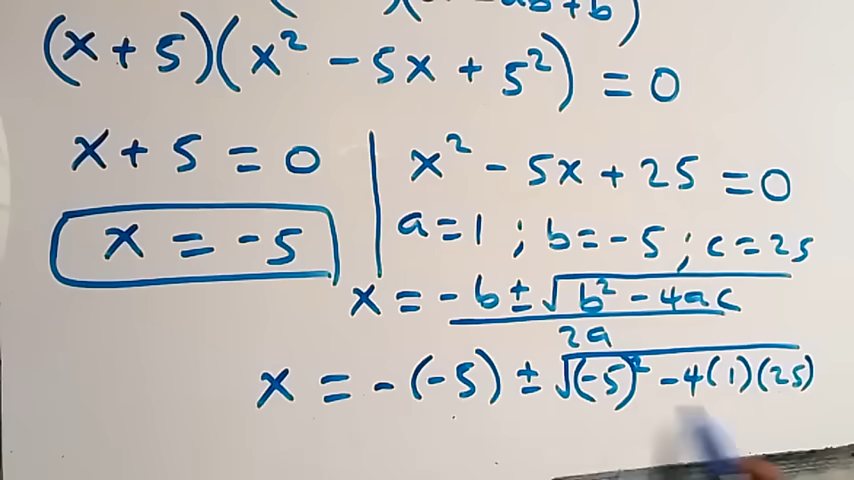 )(   - ab + b )
(x + 5)(x² - 5x + 5²) = 0
x + 5 = 0 | x² - 5x + 25 = 0
x = -5
a = 1 ; b = -5 ; c = 25
x = -b ± √b² - 4ac
2a
x = -(-5) ± √(-5)² - 4(1)(25)